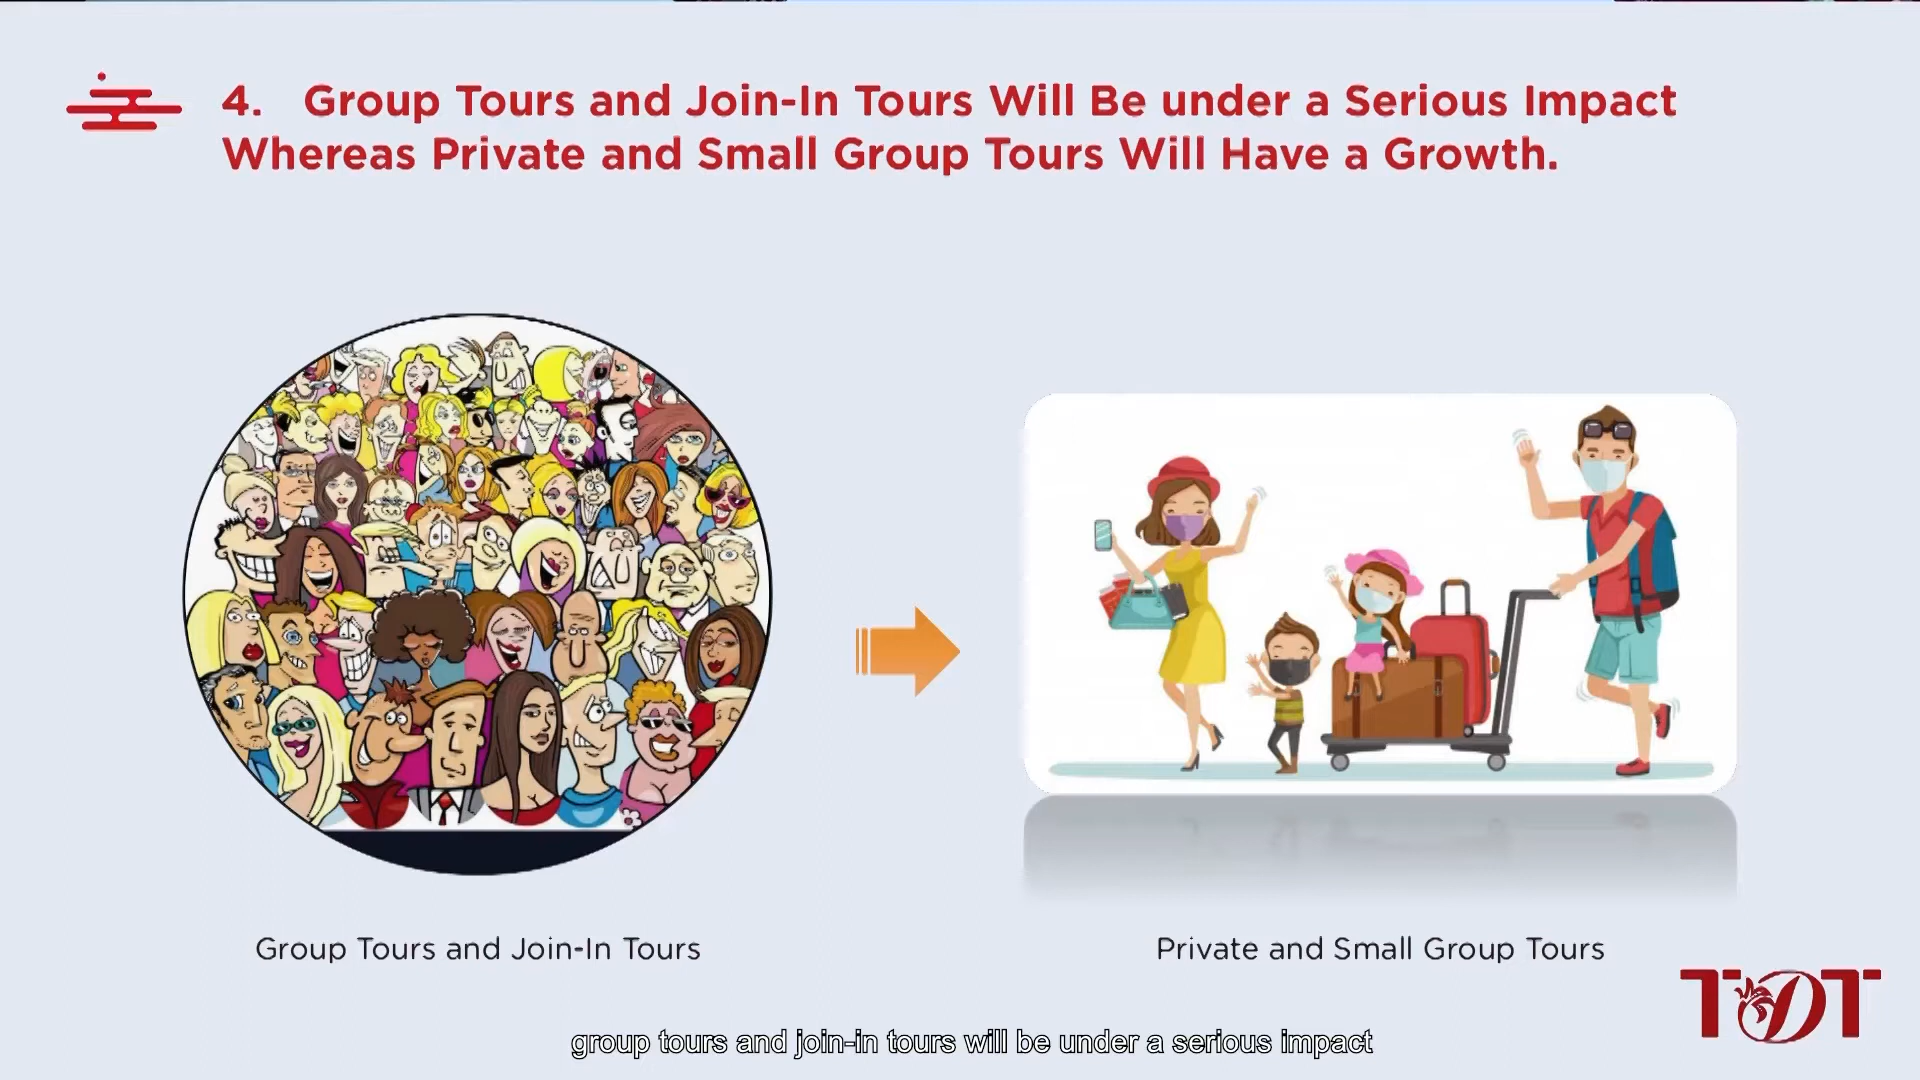 4. Group Tours and Join-In Tours Will Be under a Serious Impact
Whereas Private and Small Group Tours Will Have a Growth.
Group Tours and Join-In Tours
Private and Small Group Tours
TDT
group tours and join-in tours will be under a serious impact